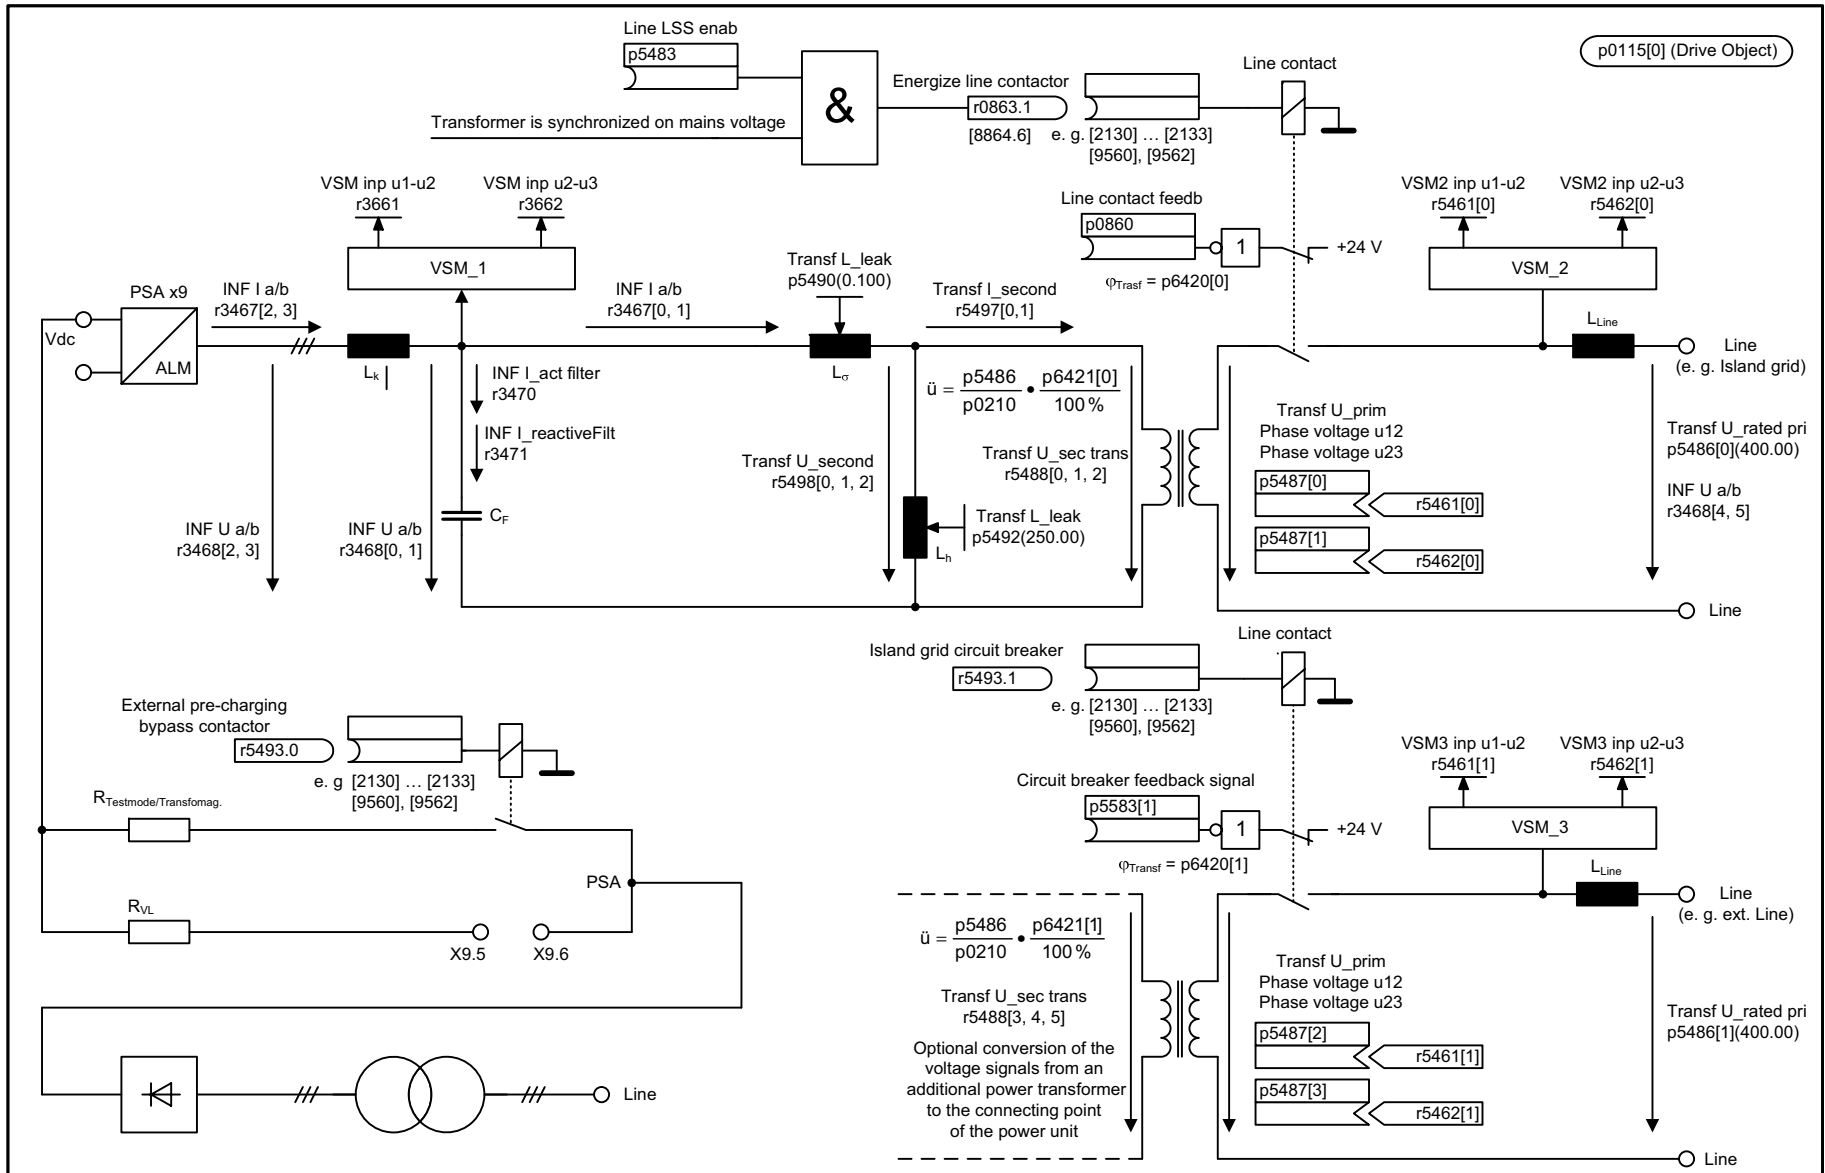 Line LSS enab
p5483
p0115[0] (Drive Object)
Line contact
Energize line contactor
&
r0863.1
Transformer is synchronized on mains voltage
[8864.6]
e. g. [2130] … [2133]
[9560], [9562]
VSM inp u1-u2
r3661
VSM inp u2-u3
r3662
Line contact feedb
p0860
1
+24 V
φTrasf = p6420[0]
VSM2 inp u1-u2
r5461[0]
VSM2 inp u2-u3
r5462[0]
VSM_1
VSM_2
PSA x9
INF I a/b
r3467[2, 3]
INF I a/b
r3467[0, 1]
Transf L_leak
p5490(0.100)
Transf I_second
r5497[0,1]
LLine
Vdc
ALM
Lk
Lσ
Line
(e. g. Island grid)
INF I_act filter
r3470
INF I_reactiveFilt
r3471
ü = p5486 • p6421[0]
p0210 100 %
Transf U_prim
Phase voltage u12
Phase voltage u23
Transf U_rated pri
p5486[0](400.00)
Transf U_second
r5498[0, 1, 2]
Transf U_sec trans
r5488[0, 1, 2]
p5487[0]
r5461[0]
INF U a/b
r3468[4, 5]
INF U a/b
r3468[2, 3]
INF U a/b
r3468[0, 1]
CF
Transf L_leak
p5492(250.00)
Lh
p5487[1]
r5462[0]
Line
Line contact
Island grid circuit breaker
r5493.1
e. g. [2130] … [2133]
[9560], [9562]
External pre-charging
bypass contactor
r5493.0
e. g [2130] … [2133]
[9560], [9562]
VSM3 inp u1-u2
r5461[1]
VSM3 inp u2-u3
r5462[1]
Circuit breaker feedback signal
p5583[1]
1
+24 V
VSM_3
φTransf = p6420[1]
RTestmode/Transfomag.
PSA
LLine
Line
(e. g. ext. Line)
RVL
X9.5
X9.6
ü = p5486 • p6421[1]
p0210 100 %
Transf U_prim
Phase voltage u12
Phase voltage u23
Transf U_sec trans
r5488[3, 4, 5]
Transf U_rated pri
p5486[1](400.00)
p5487[2]
r5461[1]
Optional conversion of the
voltage signals from an
additional power transformer
to the connecting point
of the power unit
p5487[3]
r5462[1]
Line
Line